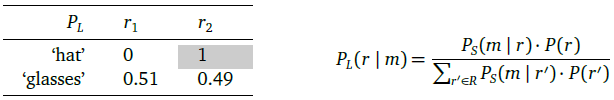 P_L r_1 r_2
‘hat’ 0 1
‘glasses’ 0.51 0.49
P_L(r | m) = P_S(m | r) · P(r) / ∑_{r′∈R} P_S(m | r′) · P(r′)